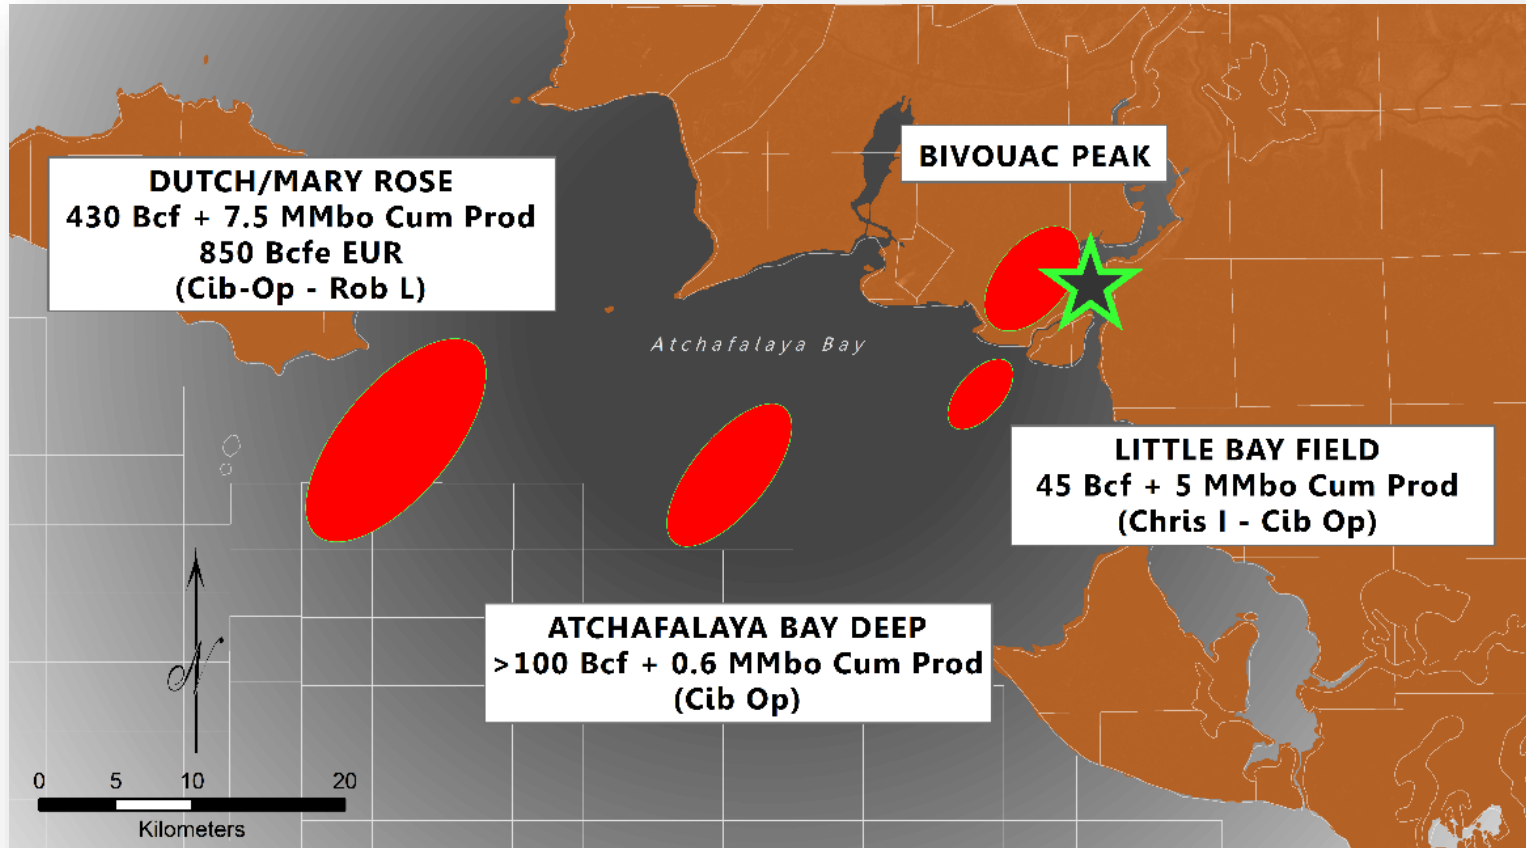 BIVOUAC PEAK
DUTCH/MARY ROSE
430 Bcf + 7.5 MMbo Cum Prod
850 Bcfe EUR
(Cib-Op - Rob L)
Atchafalaya Bay
LITTLE BAY FIELD
45 Bcf + 5 MMbo Cum Prod
(Chris I - Cib Op)
ATCHAFALAYA BAY DEEP
>100 Bcf + 0.6 MMbo Cum Prod
(Cib Op)
N
0 5 10 20
Kilometers